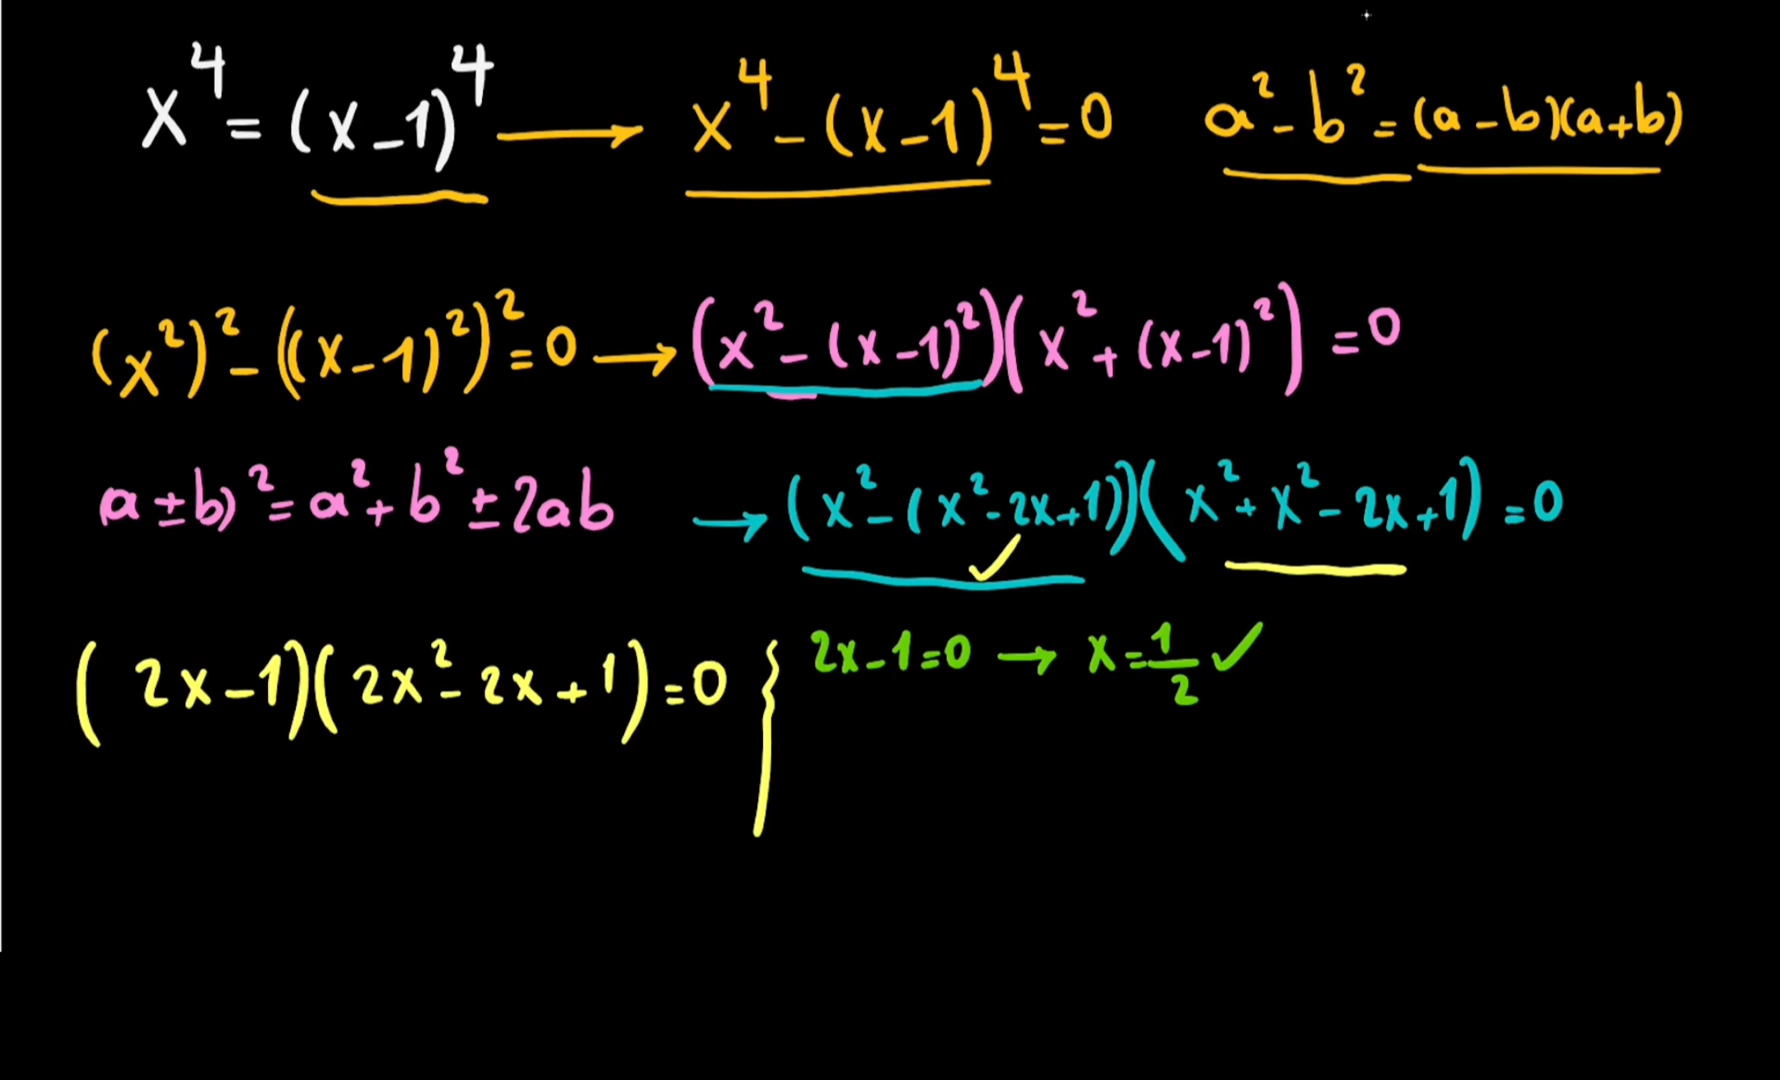 x⁴ = (x-1)⁴ → x⁴ - (x-1)⁴ = 0 a² - b² = (a-b)(a+b)
(x²)² - ((x-1)²)² = 0 → (x² - (x-1)²)(x² + (x-1)²) = 0
a ± b)² = a² + b² ± 2ab → (x² - (x² - 2x + 1))(x² + x² - 2x + 1) = 0
(2x-1)(2x² - 2x + 1) = 0 } 2x - 1 = 0 → x = 1/2 ✓